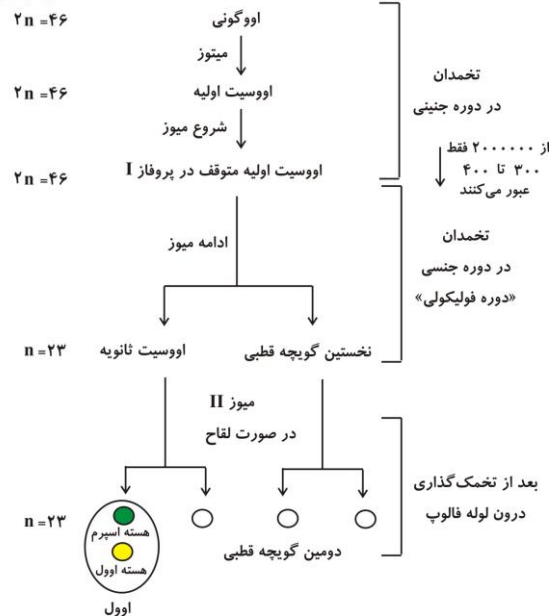 ۲n =۴۶
اووگونی
میتوز
تخمدان
در دوره جنینی
۲n =۴۶
اووسیت اولیه
شروع میوز
از ۲۰۰۰۰۰۰ فقط
۳۰۰ تا ۴۰۰
عبور می‌کنند
۲n =۴۶
اووسیت اولیه متوقف در پروفاز I
ادامه میوز
تخمدان
در دوره جنسی
«دوره فولیکولی»
n =۲۳
اووسیت ثانویه
نخستین گویچه قطبی
میوز II
در صورت لقاح
بعد از تخمک‌گذاری
درون لوله فالوپ
n =۲۳
هسته اسپرم
هسته اوول
دومین گویچه قطبی
اوول